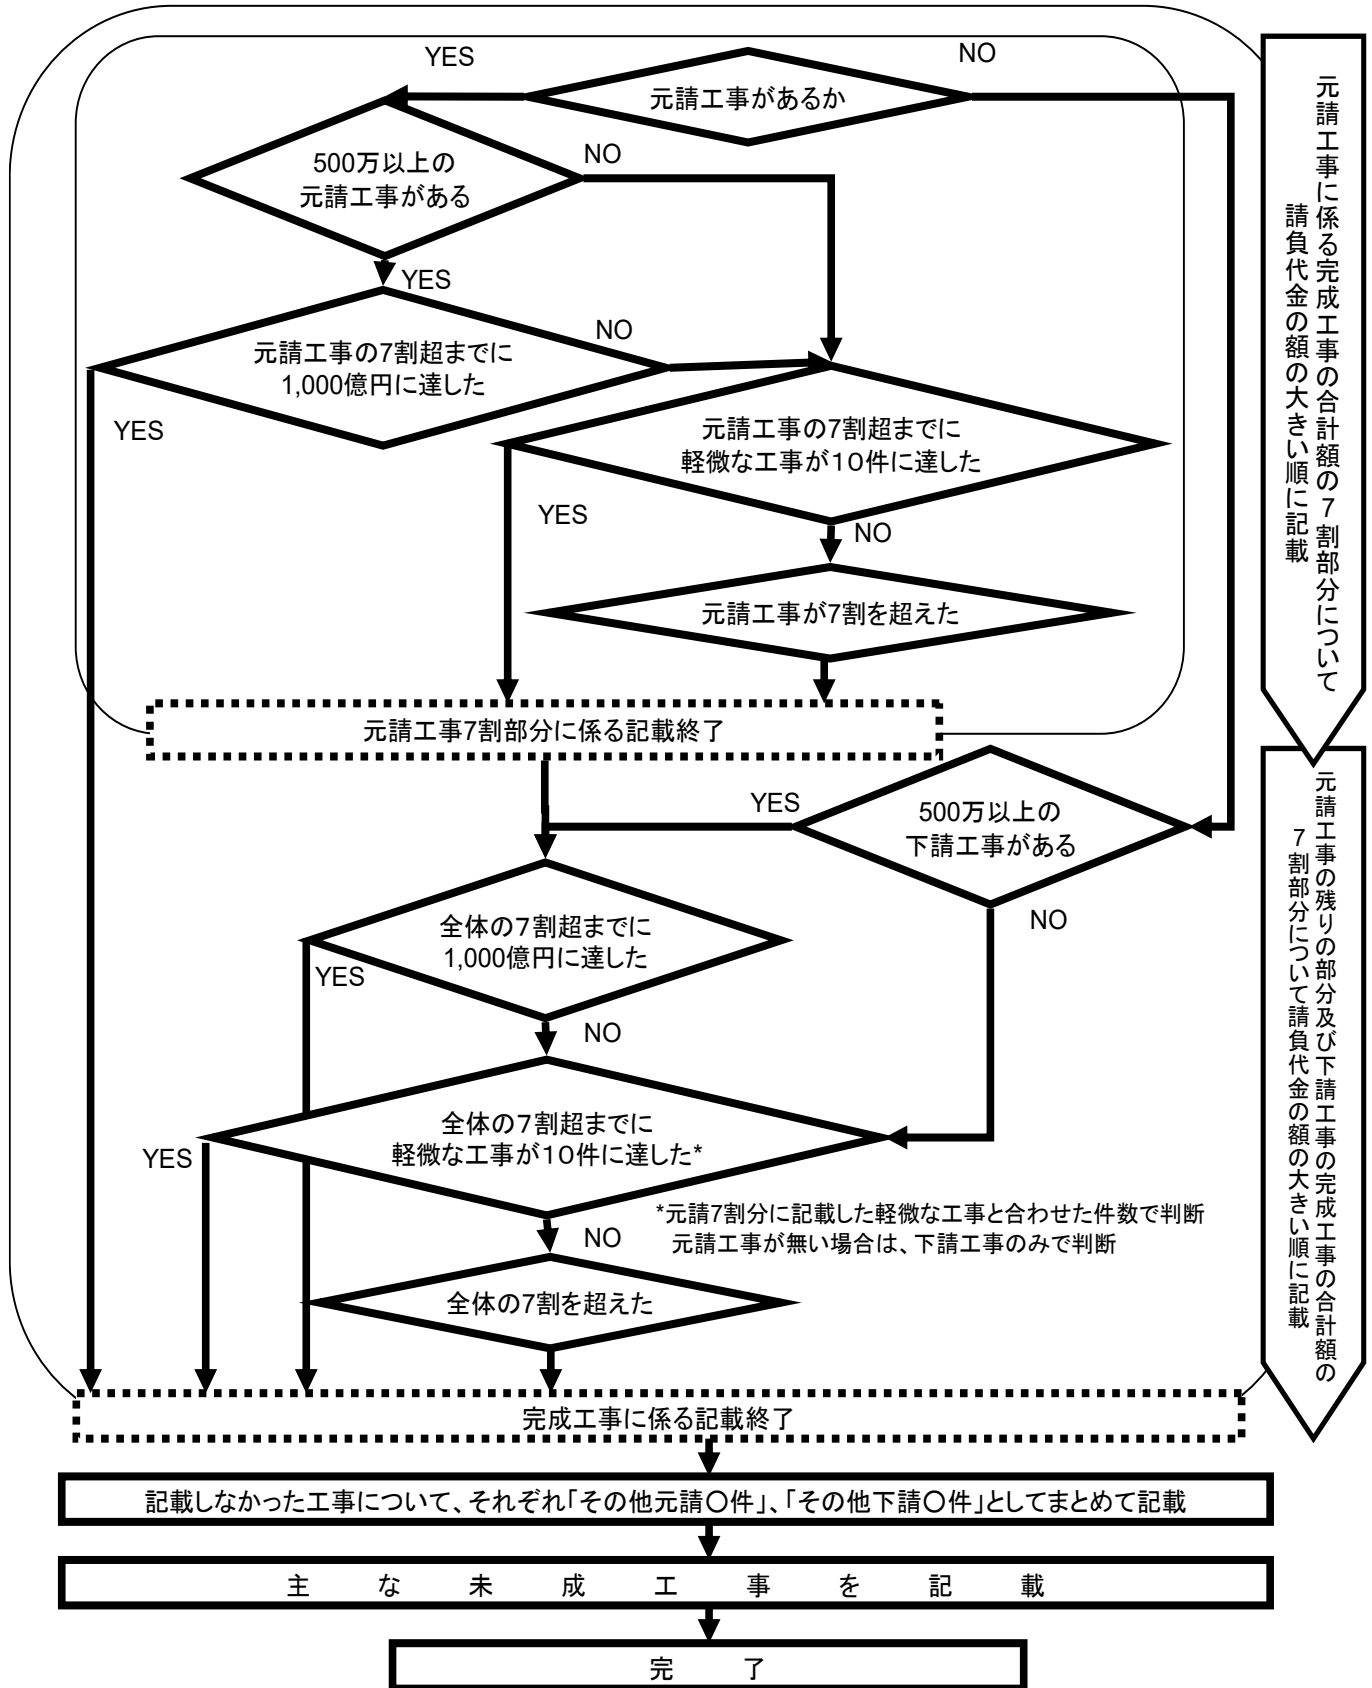 YES
NO
元請工事があるか
500万以上の
元請工事がある
NO
YES
元請工事の7割超までに
1,000億円に達した
NO
YES
元請工事の7割超までに
軽微な工事が10件に達した
YES
NO
元請工事が7割を超えた
元請工事7割部分に係る記載終了
YES
500万以上の
下請工事がある
NO
全体の7割超までに
1,000億円に達した
YES
NO
全体の7割超までに
軽微な工事が10件に達した*
YES
*元請7割分に記載した軽微な工事と合わせた件数で判断
元請工事が無い場合は、下請工事のみで判断
NO
全体の7割を超えた
完成工事に係る記載終了
記載しなかった工事について、それぞれ「その他元請〇件」、「その他下請〇件」としてまとめて記載
主な未成工事を記載
完了
元請工事に係る完成工事の合計額の7割部分について
請負代金の額の大きい順に記載
元請工事の残りの部分及び下請工事の完成工事の合計額の
7割部分について請負代金の額の大きい順に記載